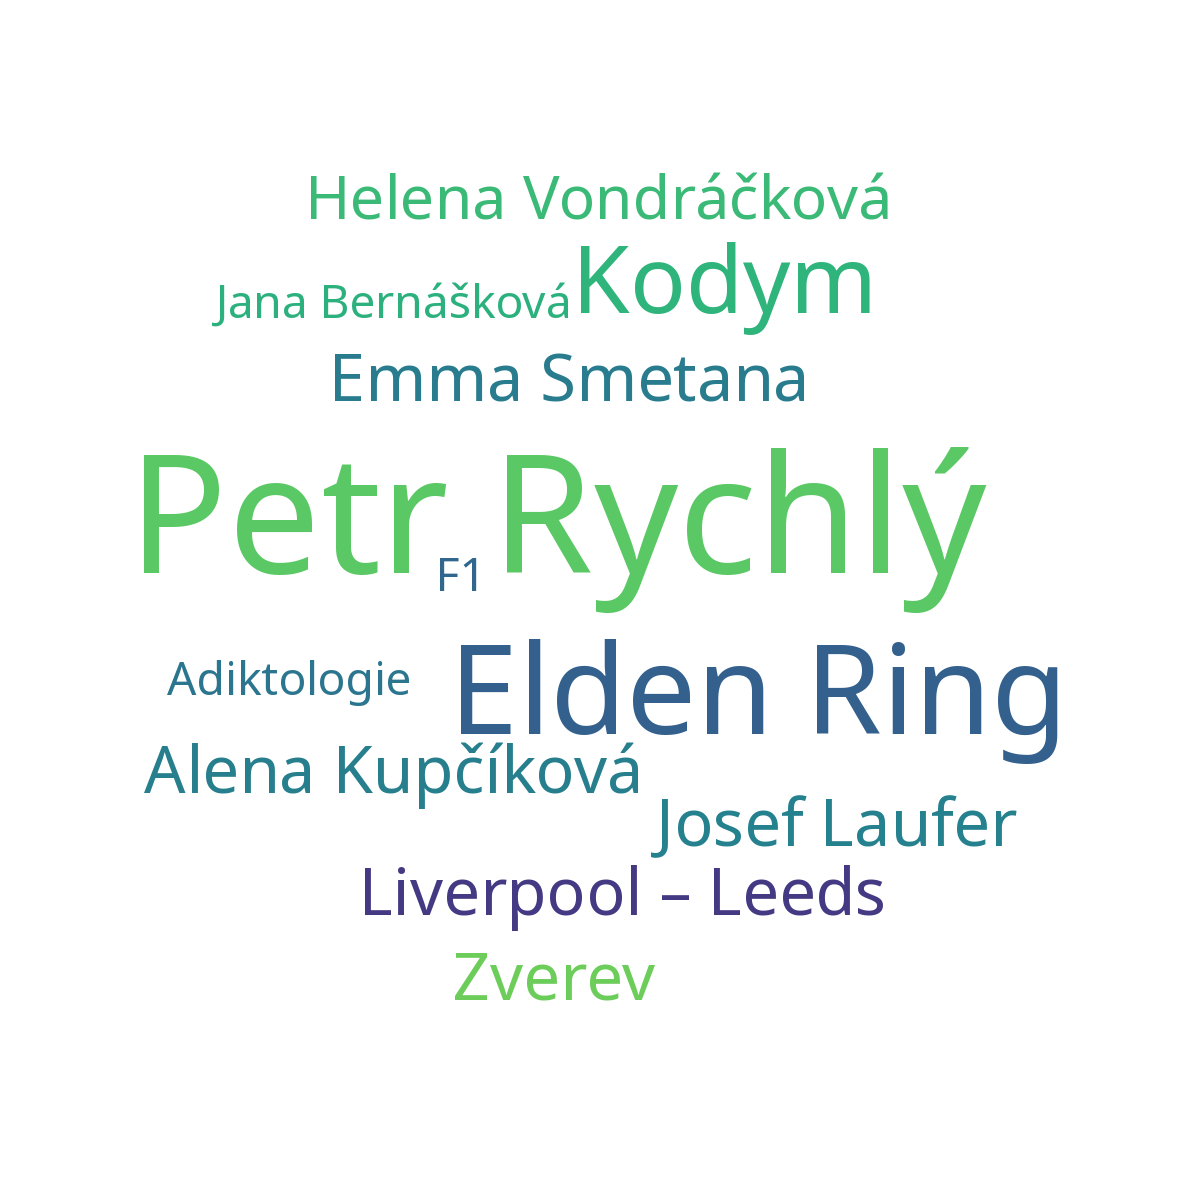 Helena Vondráčková
Kodym
Jana Bernášková
Emma Smetana
Petr Rychlý
F1
Elden Ring
Adiktologie
Alena Kupčíková
Josef Laufer
Liverpool – Leeds
Zverev